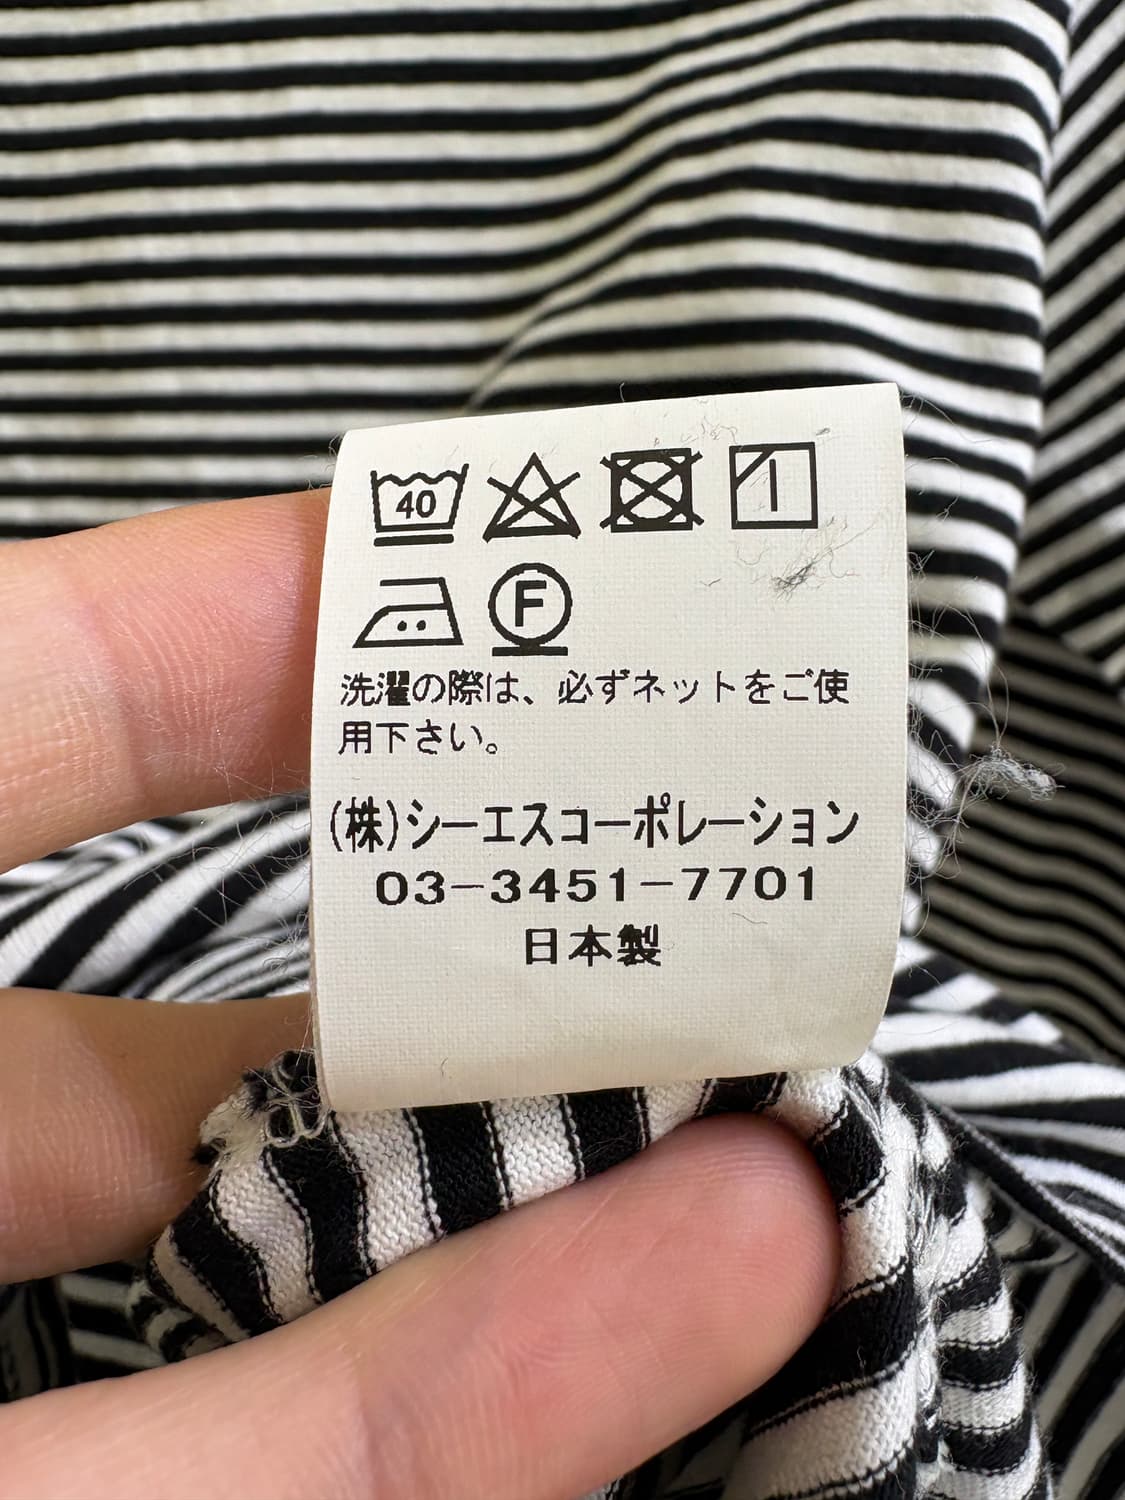 40
F
洗濯の際は、必ずネットをご使
用下さい。
(株)シーエスコーポレーション
03-3451-7701
日本製